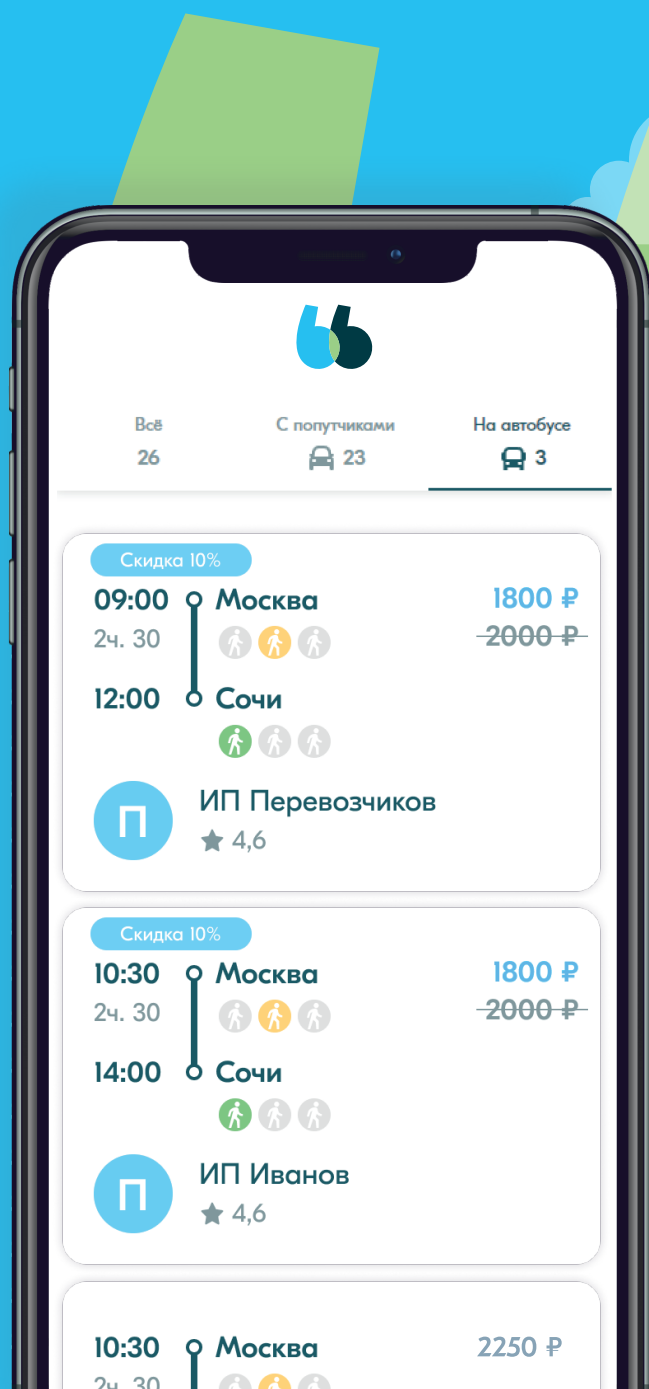 Всё
26
С попутчиками
23
На автобусе
3
Скидка 10%
09:00 Москва 1800 ₽
2ч. 30 2000 ₽
12:00 Сочи
П ИП Перевозчиков
4,6
Скидка 10%
10:30 Москва 1800 ₽
2ч. 30 2000 ₽
14:00 Сочи
П ИП Иванов
4,6
10:30 Москва 2250 ₽
2ч. 30